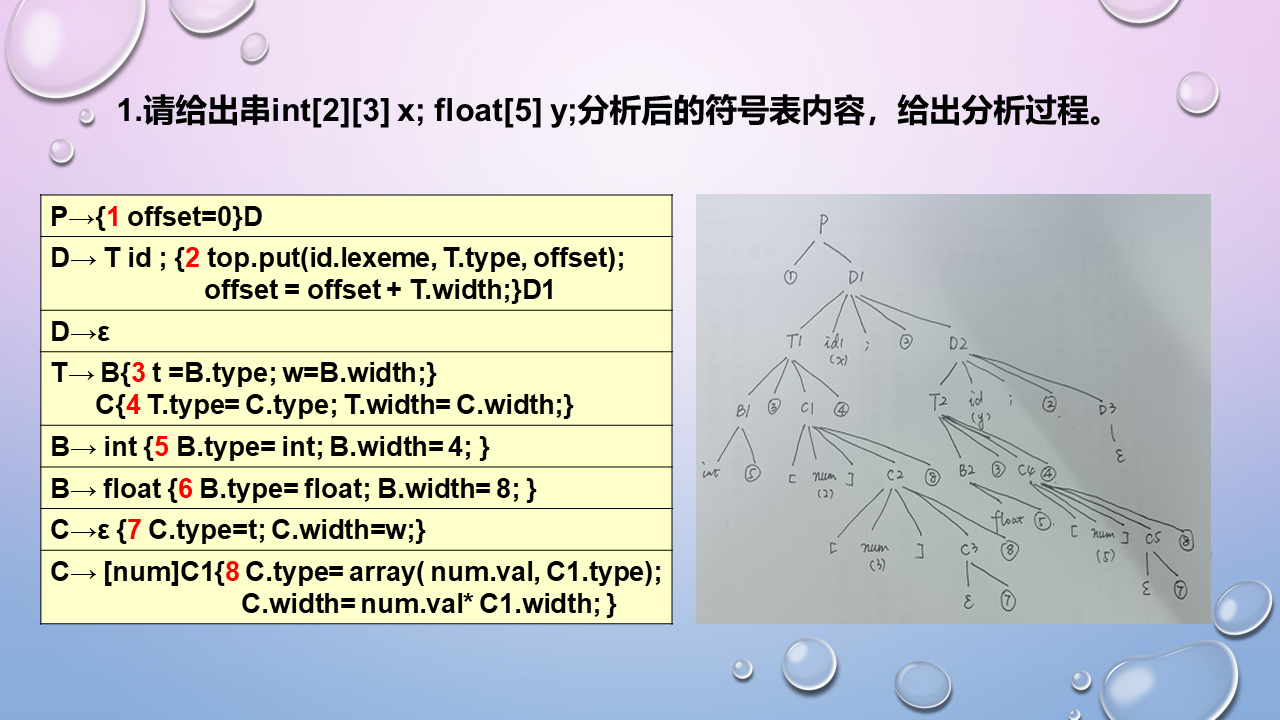 1.请给出串int[2][3] x; float[5] y;分析后的符号表内容，给出分析过程。
P→{1 offset=0}D
D→ T id ; {2 top.put(id.lexeme, T.type, offset);
offset = offset + T.width;}D1
D→ε
T→ B{3 t =B.type; w=B.width;}
C{4 T.type= C.type; T.width= C.width;}
B→ int {5 B.type= int; B.width= 4; }
B→ float {6 B.type= float; B.width= 8; }
C→ε {7 C.type=t; C.width=w;}
C→ [num]C1{8 C.type= array( num.val, C1.type);
C.width= num.val* C1.width; }
P
① D1
T1 id1 ; ② D2
(x)
B1 ③ C1 ④ T2 id ; ② D3
(y)
int ⑤ [ num ] C2 ⑧ B2 ③ C4 ④ ε
(2)
[ num ] C3 ⑧ float ⑤ [ num ] C5 ⑧
(3) (5)
ε ⑦ ε ⑦